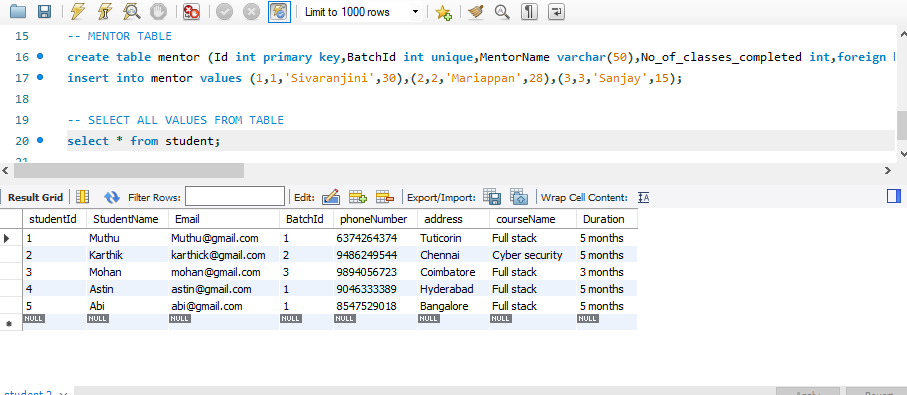 Limit to 1000 rows
15 -- MENTOR TABLE
16 create table mentor (Id int primary key,BatchId int unique,MentorName varchar(50),No_of_classes_completed int,foreign
17 insert into mentor values (1,1,'Sivaranjini',30),(2,2,'Mariappan',28),(3,3,'Sanjay',15);
18
19 -- SELECT ALL VALUES FROM TABLE
20 select * from student;
21
Result Grid Filter Rows: Edit: Export/Import: Wrap Cell Content:
studentId StudentName Email BatchId phoneNumber address courseName Duration
1 Muthu Muthu@gmail.com 1 6374264374 Tuticorin Full stack 5 months
2 Karthik karthick@gmail.com 2 9486249544 Chennai Cyber security 5 months
3 Mohan mohan@gmail.com 3 9894056723 Coimbatore Full stack 3 months
4 Astin astin@gmail.com 1 9046333389 Hyderabad Full stack 5 months
5 Abi abi@gmail.com 1 8547529018 Bangalore Full stack 5 months
NULL NULL NULL NULL NULL NULL NULL NULL
student 2 Apply Revert